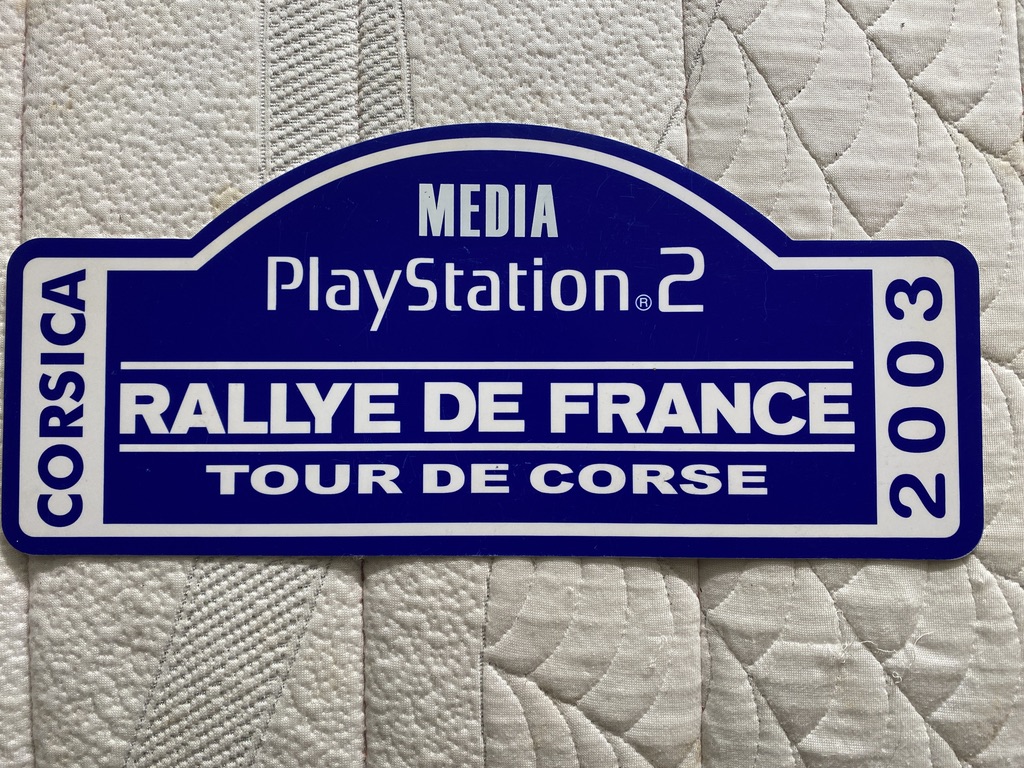 MEDIA
PlayStation®2
CORSICA
RALLYE DE FRANCE
TOUR DE CORSE
2003